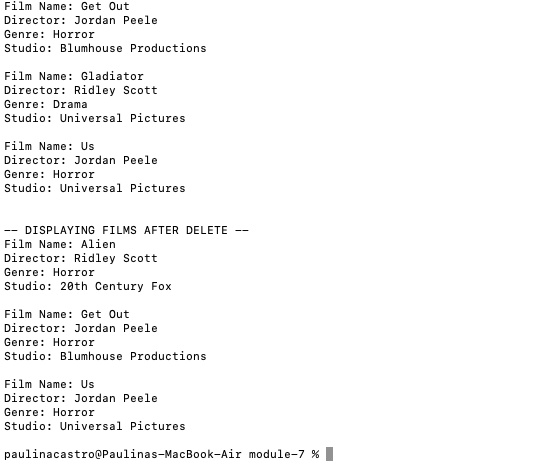 Film Name: Get Out
Director: Jordan Peele
Genre: Horror
Studio: Blumhouse Productions

Film Name: Gladiator
Director: Ridley Scott
Genre: Drama
Studio: Universal Pictures

Film Name: Us
Director: Jordan Peele
Genre: Horror
Studio: Universal Pictures

-- DISPLAYING FILMS AFTER DELETE --
Film Name: Alien
Director: Ridley Scott
Genre: Horror
Studio: 20th Century Fox

Film Name: Get Out
Director: Jordan Peele
Genre: Horror
Studio: Blumhouse Productions

Film Name: Us
Director: Jordan Peele
Genre: Horror
Studio: Universal Pictures

paulinacastro@Paulinas-MacBook-Air module-7 %